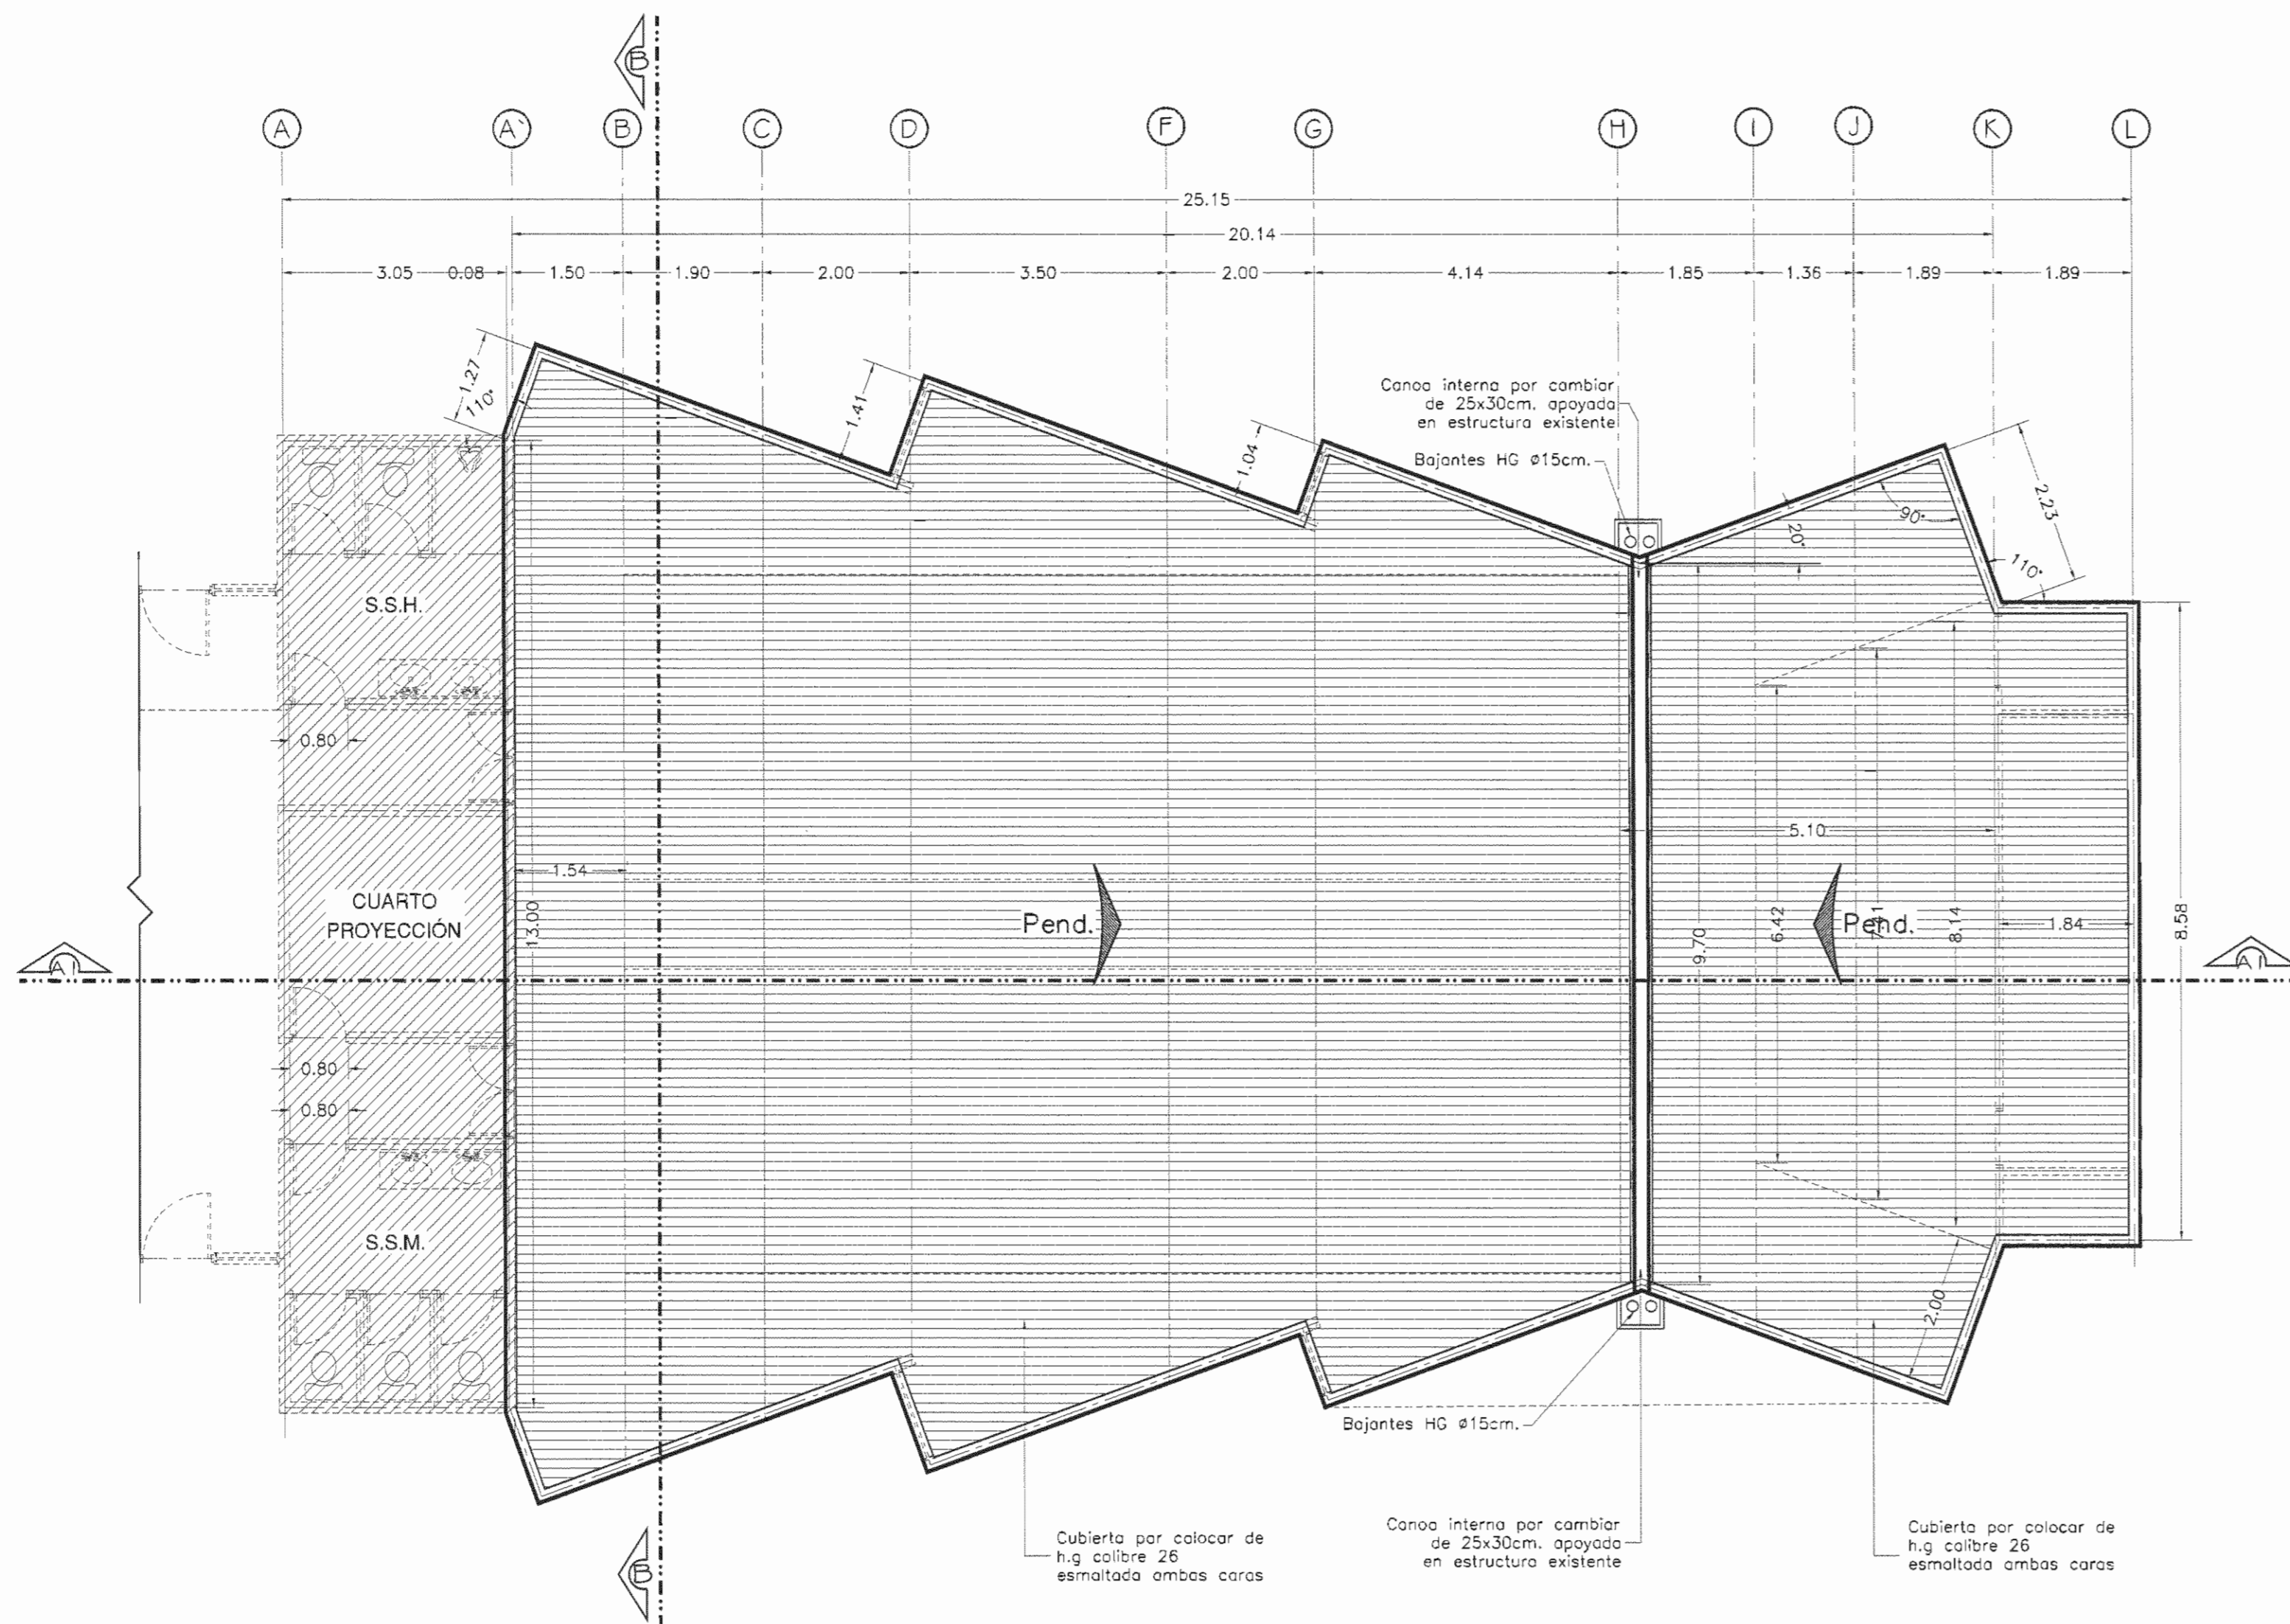 B
A
A`
B
C
D
F
G
H
I
J
K
L
25.15
20.14
3.05
0.08
1.50
1.90
2.00
3.50
2.00
4.14
1.85
1.36
1.89
1.89
1.27
110°
1.41
1.04
Canoa interna por cambiar
de 25x30cm. apoyada
en estructura existente
Bajantes HG ø15cm.
20°
90°
2.23
110°
S.S.H.
0.80
CUARTO
PROYECCIÓN
1.54
13.00
Pend.
9.70
5.10
6.42
7.41
Pend.
8.14
1.84
8.58
A1
A1
0.80
0.80
S.S.M.
2.00
Bajantes HG ø15cm.
Cubierta por colocar de
h.g calibre 26
esmaltada ambas caras
Canoa interna por cambiar
de 25x30cm. apoyada
en estructura existente
Cubierta por colocar de
h.g calibre 26
esmaltada ambas caras
B